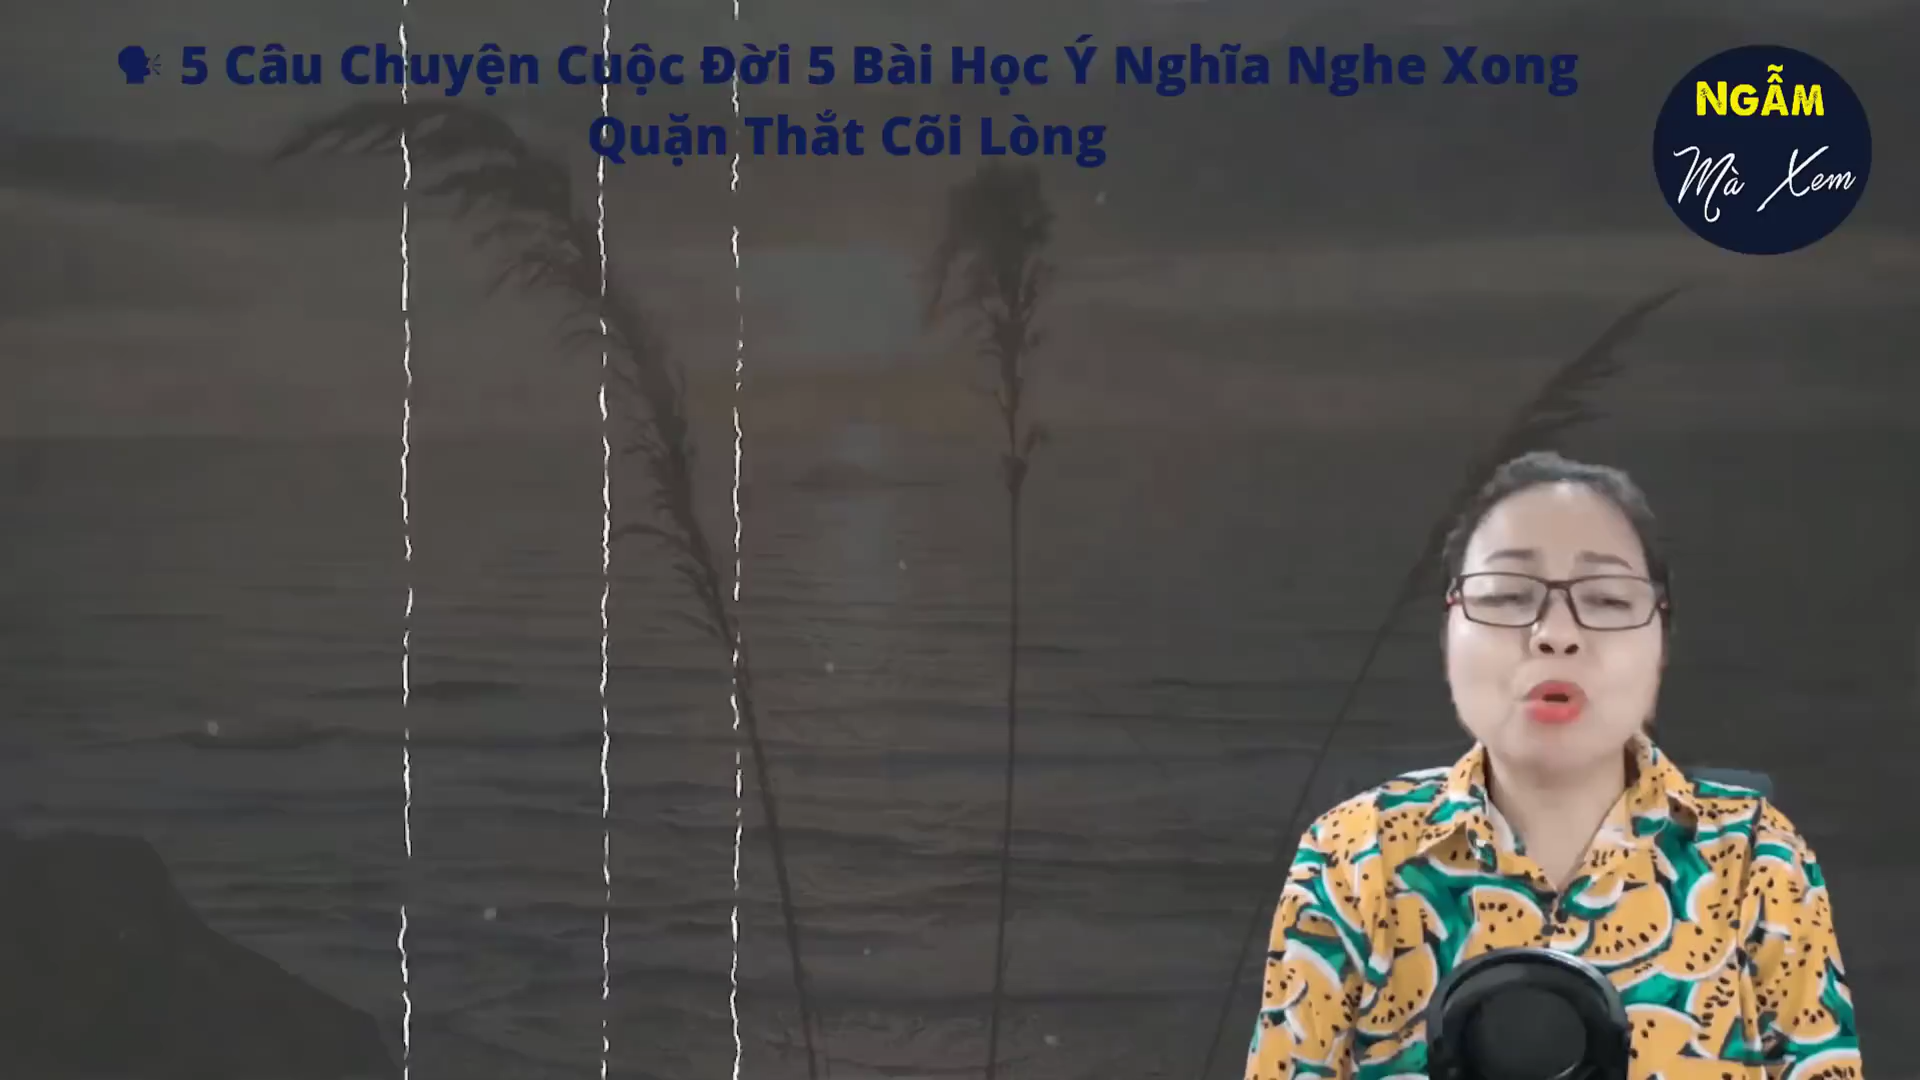 🗣 5 Câu Chuyện Cuộc Đời 5 Bài Học Ý Nghĩa Nghe Xong
Quặn Thắt Cõi Lòng
NGẪM
Mà Xem